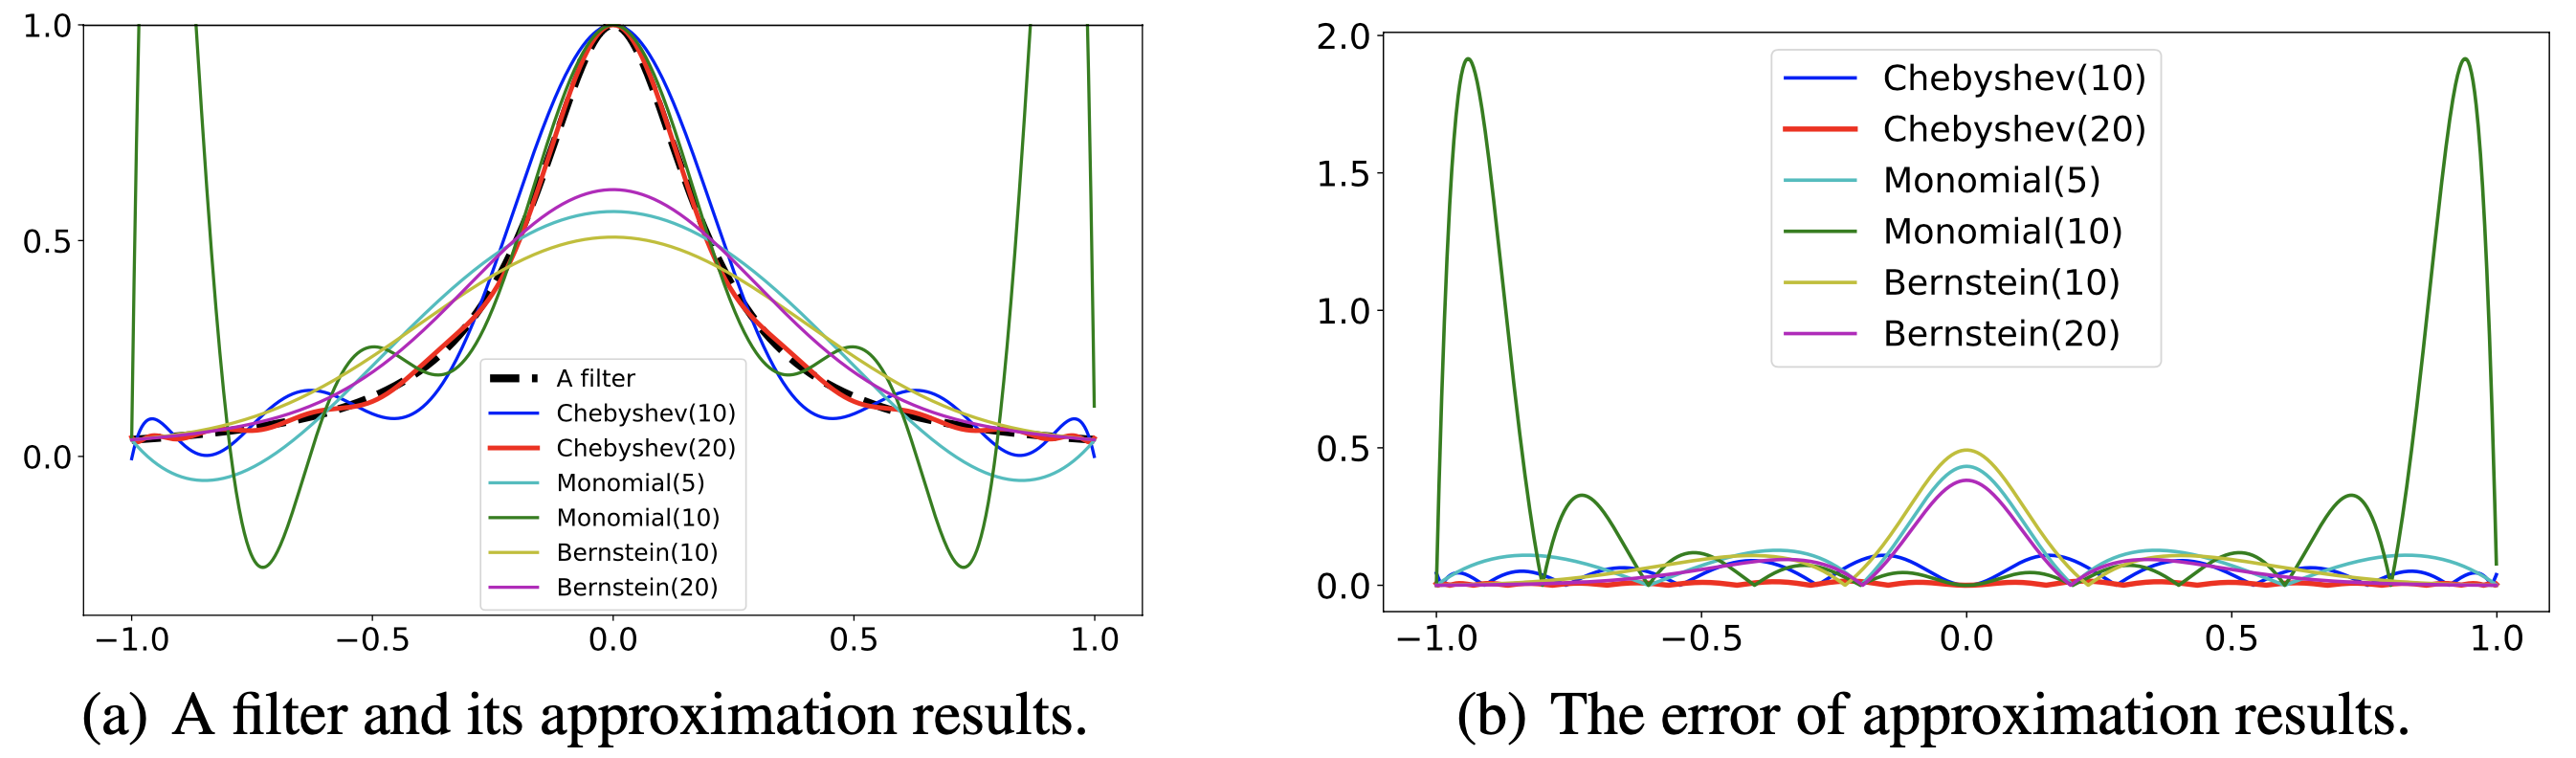 1.0
0.5
0.0
−1.0 −0.5 0.0 0.5 1.0
A filter
Chebyshev(10)
Chebyshev(20)
Monomial(5)
Monomial(10)
Bernstein(10)
Bernstein(20)
(a) A filter and its approximation results.
2.0
1.5
1.0
0.5
0.0
−1.0 −0.5 0.0 0.5 1.0
Chebyshev(10)
Chebyshev(20)
Monomial(5)
Monomial(10)
Bernstein(10)
Bernstein(20)
(b) The error of approximation results.